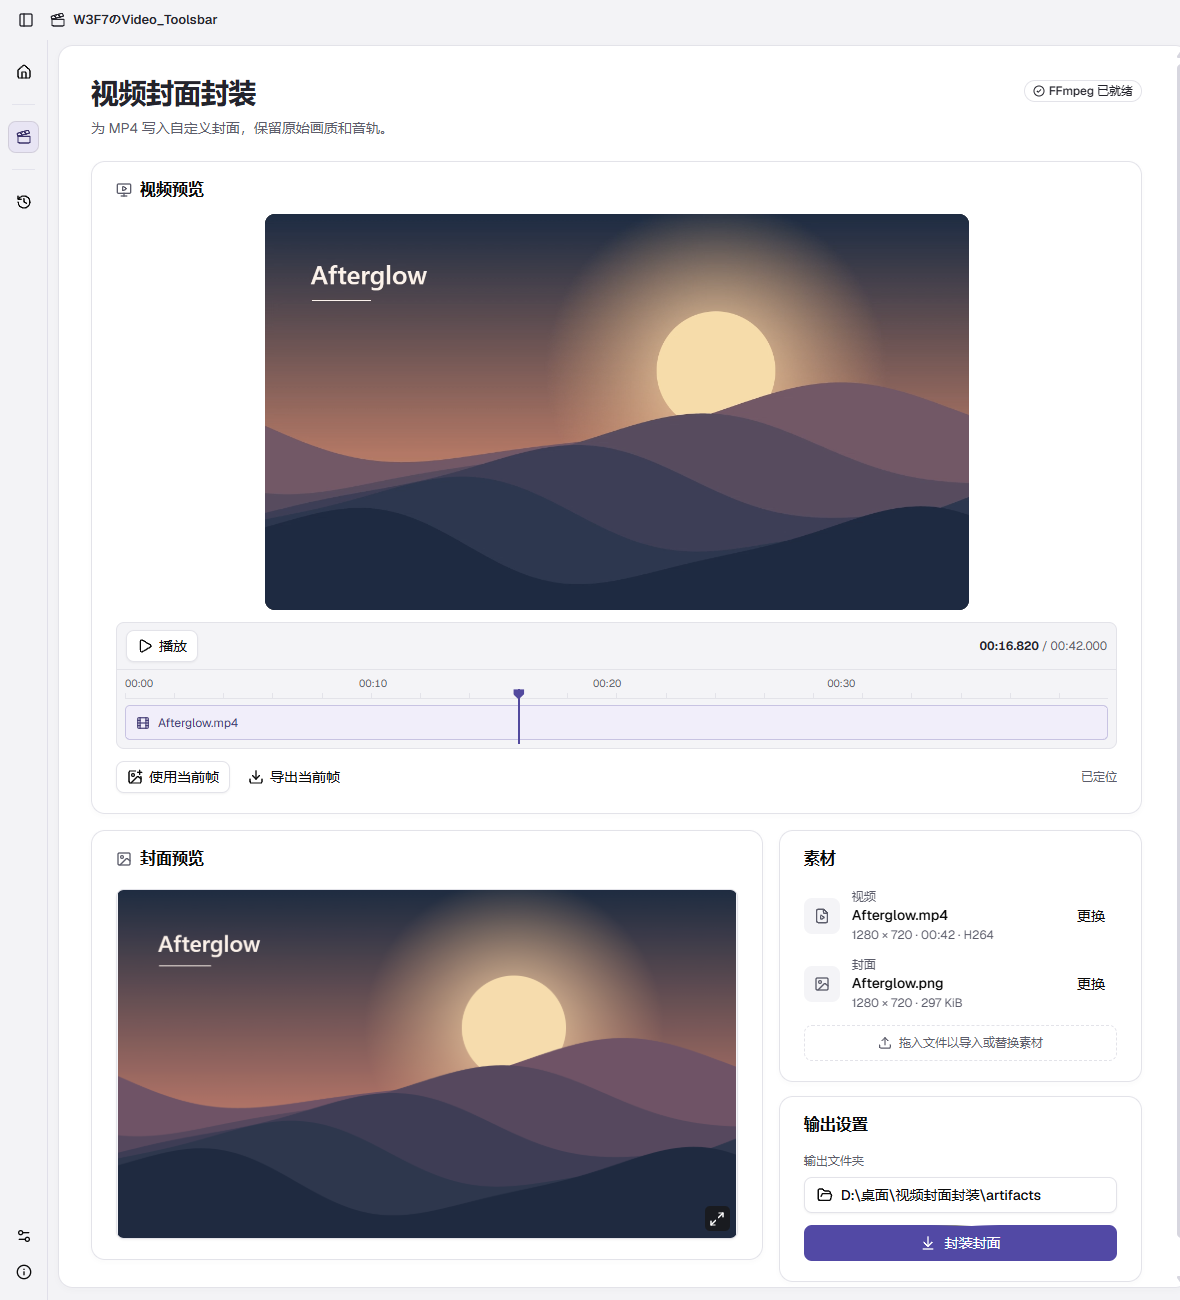 W3F7のVideo_Toolsbar
视频封面封装
FFmpeg 已就绪
为 MP4 写入自定义封面，保留原始画质和音轨。
视频预览
Afterglow
播放
00:16.820 / 00:42.000
00:00 00:10 00:20 00:30
Afterglow.mp4
使用当前帧 导出当前帧 已定位
封面预览
Afterglow
素材
视频
Afterglow.mp4
1280 × 720 · 00:42 · H264
更换
封面
Afterglow.png
1280 × 720 · 297 KiB
更换
拖入文件以导入或替换素材
输出设置
输出文件夹
D:\桌面\视频封面封装\artifacts
封装封面